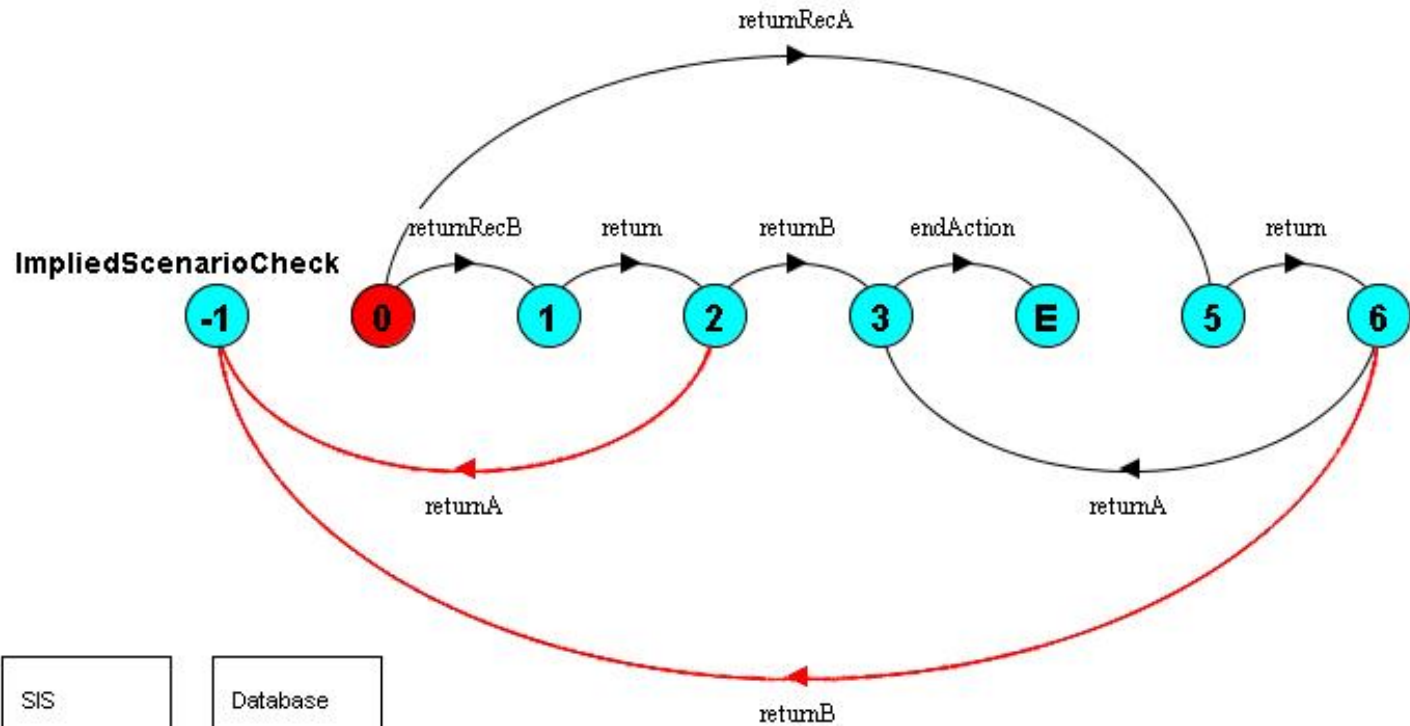 returnRecA
returnRecB
return
returnB
endAction
return
ImpliedScenarioCheck
-1
0
1
2
3
E
5
6
returnA
returnA
SIS
Database
returnB